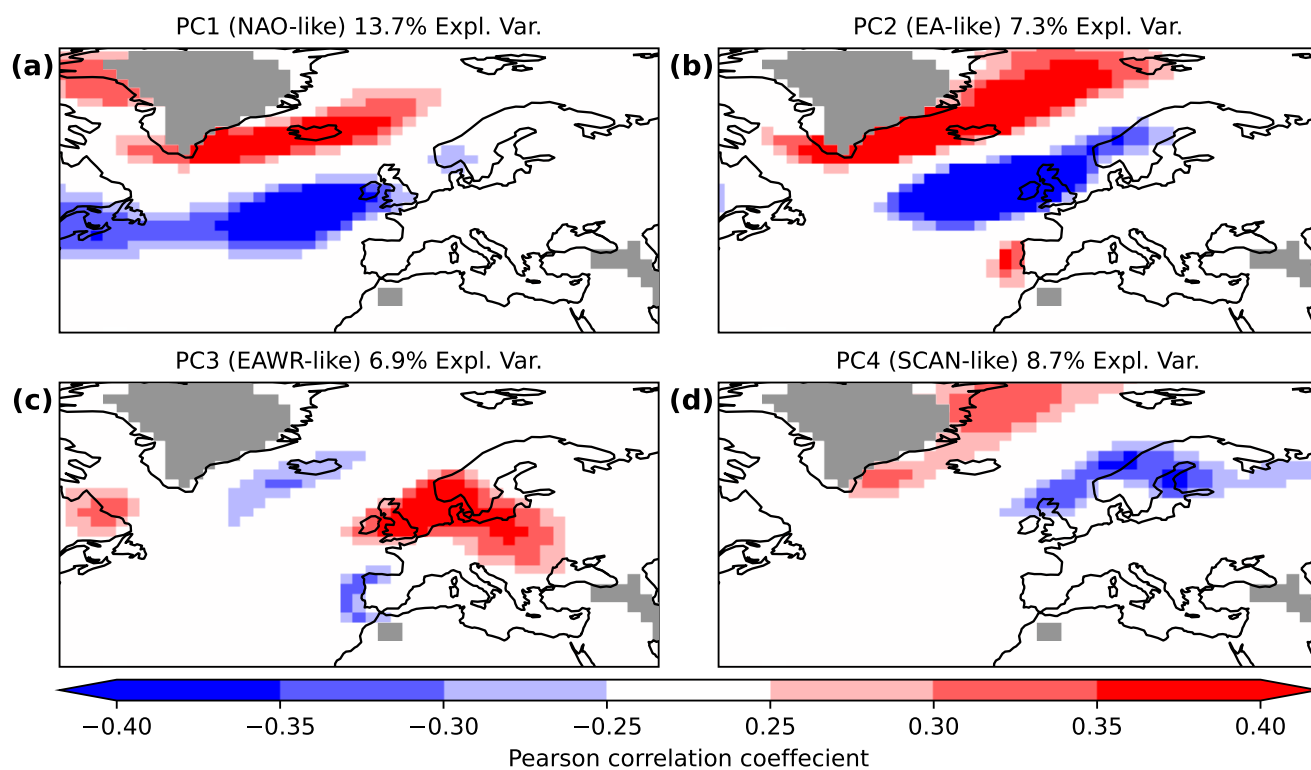 PC1 (NAO-like) 13.7% Expl. Var.
PC2 (EA-like) 7.3% Expl. Var.
(a)
(b)
PC3 (EAWR-like) 6.9% Expl. Var.
PC4 (SCAN-like) 8.7% Expl. Var.
(c)
(d)
−0.40 −0.35 −0.30 −0.25 0.25 0.30 0.35 0.40
Pearson correlation coeffecient